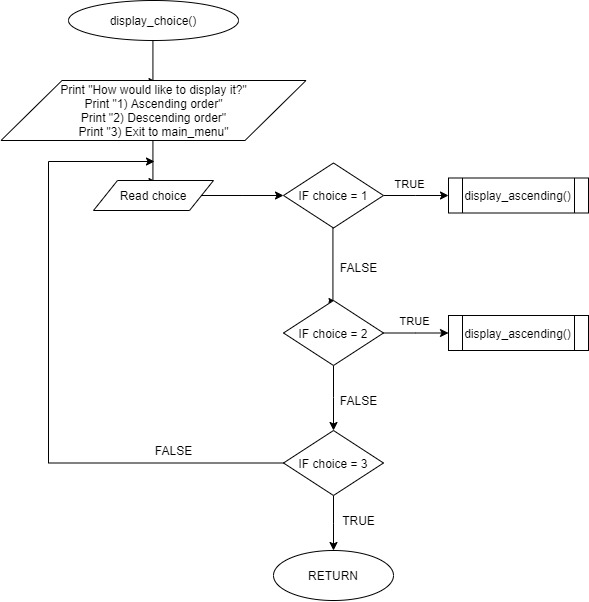 display_choice()
Print "How would like to display it?"
Print "1) Ascending order"
Print "2) Descending order"
Print "3) Exit to main_menu"
Read choice
IF choice = 1
TRUE
display_ascending()
FALSE
IF choice = 2
TRUE
display_ascending()
FALSE
IF choice = 3
FALSE
TRUE
RETURN